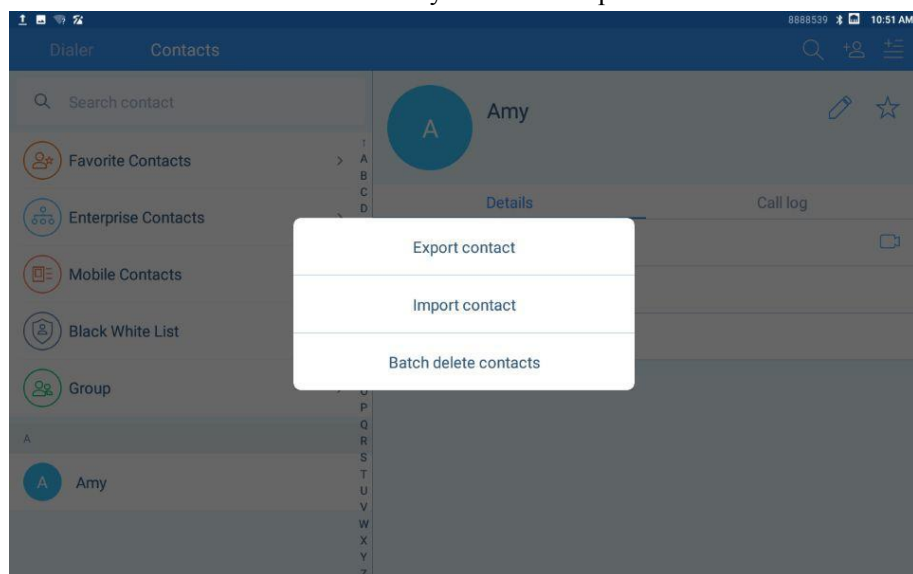 8888539 10:51 AM
Dialer Contacts
Search contact
A Amy
Favorite Contacts
A
B
C
D
Enterprise Contacts
Details Call log
Export contact
Mobile Contacts
Import contact
Black White List
Batch delete contacts
Group
P
Q
A
R
S
T
A Amy
U
V
W
X
Y